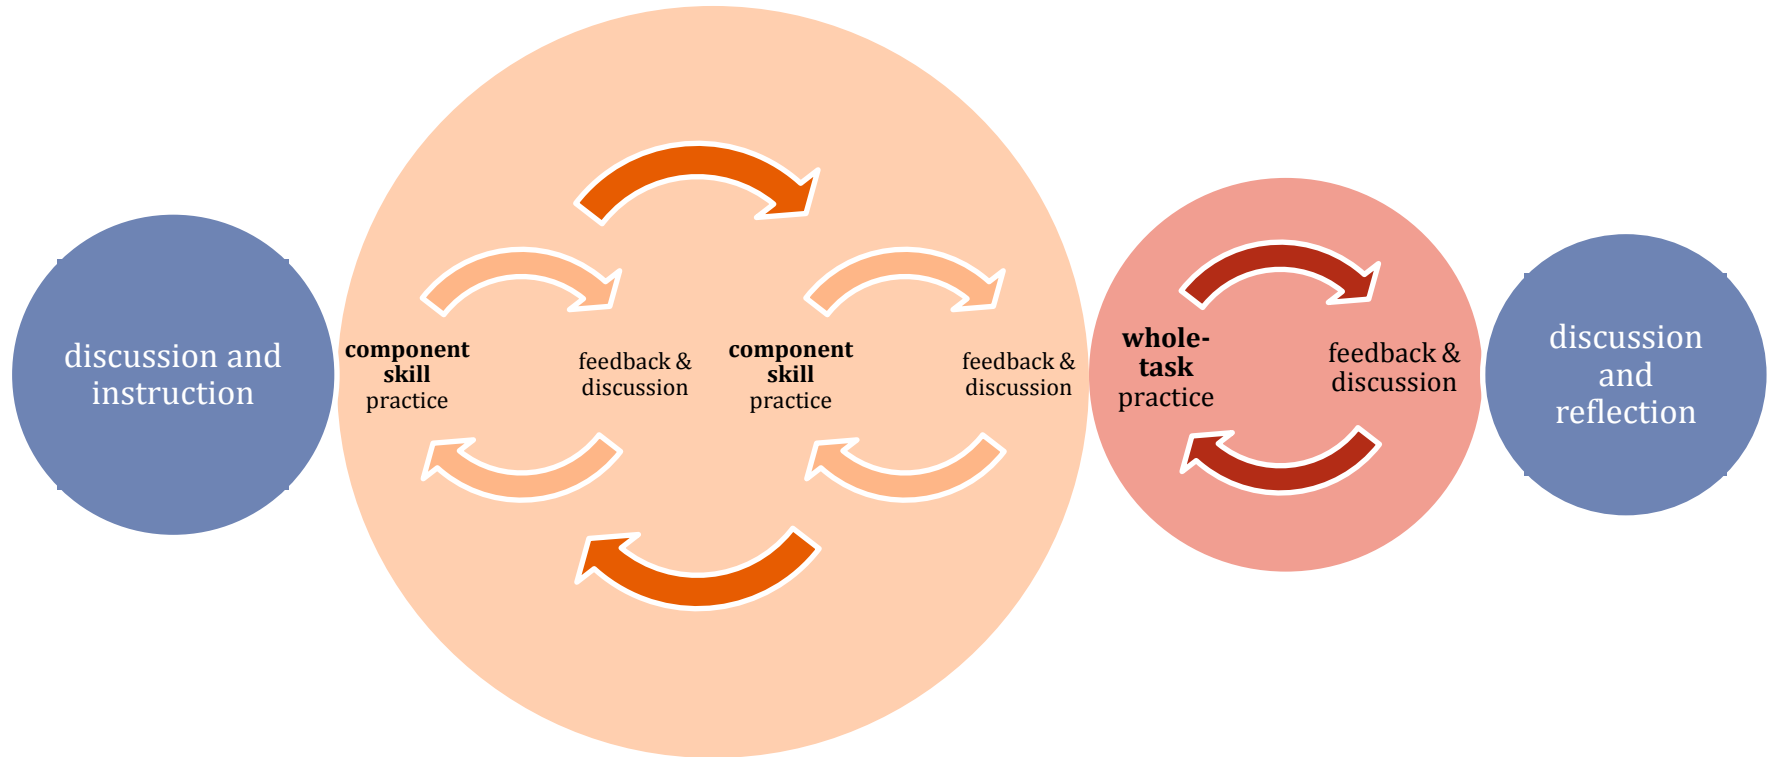 discussion and
instruction
component
skill
practice
feedback &
discussion
component
skill
practice
feedback &
discussion
whole-
task
practice
feedback &
discussion
discussion
and
reflection